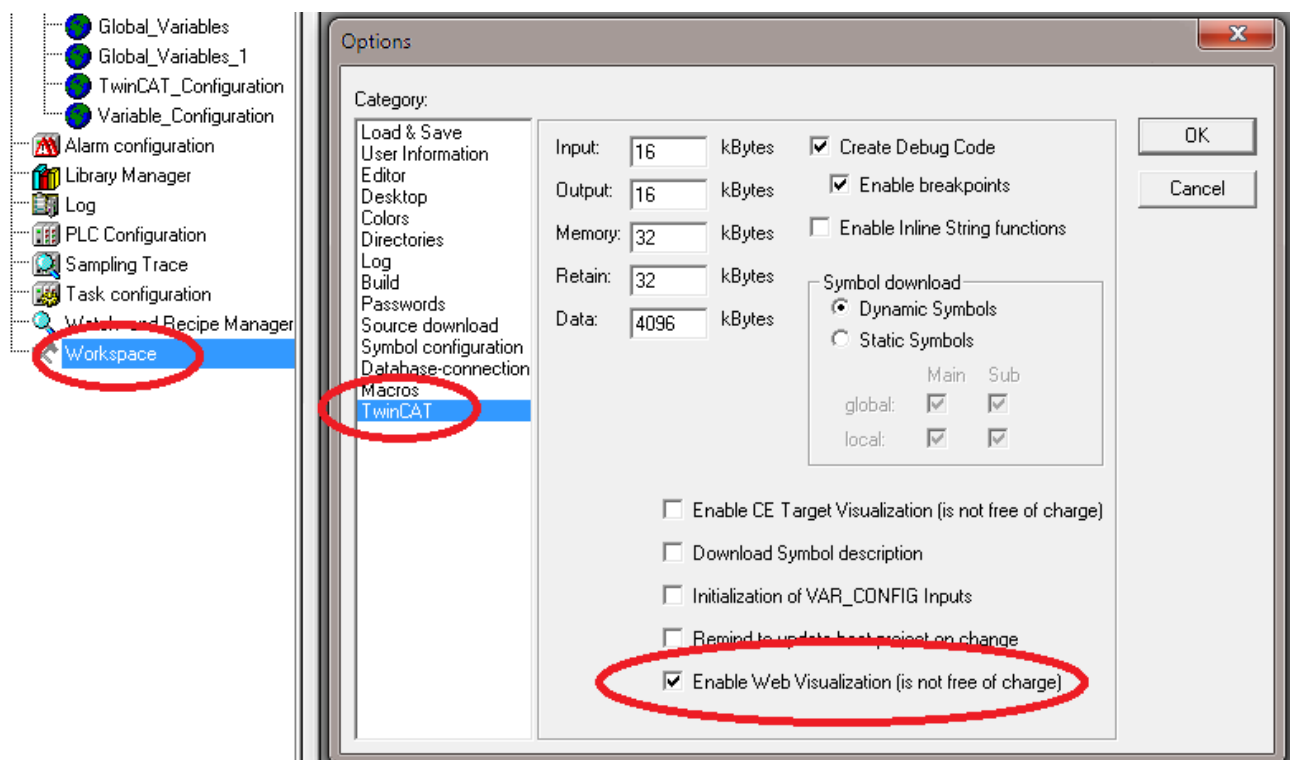 Global_Variables
Global_Variables_1
TwinCAT_Configuration
Variable_Configuration
Alarm configuration
Library Manager
Log
PLC Configuration
Sampling Trace
Task configuration
Watch- and Recipe Manager
Workspace
Options
Category:
Load & Save
User Information
Editor
Desktop
Colors
Directories
Log
Build
Passwords
Source download
Symbol configuration
Database-connection
Macros
TwinCAT
Input: 16 kBytes
Output: 16 kBytes
Memory: 32 kBytes
Retain: 32 kBytes
Data: 4096 kBytes
Create Debug Code
Enable breakpoints
Enable Inline String functions
Symbol download
Dynamic Symbols
Static Symbols
Main Sub
global:
local:
Enable CE Target Visualization (is not free of charge)
Download Symbol description
Initialization of VAR_CONFIG Inputs
Remind to update boot project on change
Enable Web Visualization (is not free of charge)
OK
Cancel